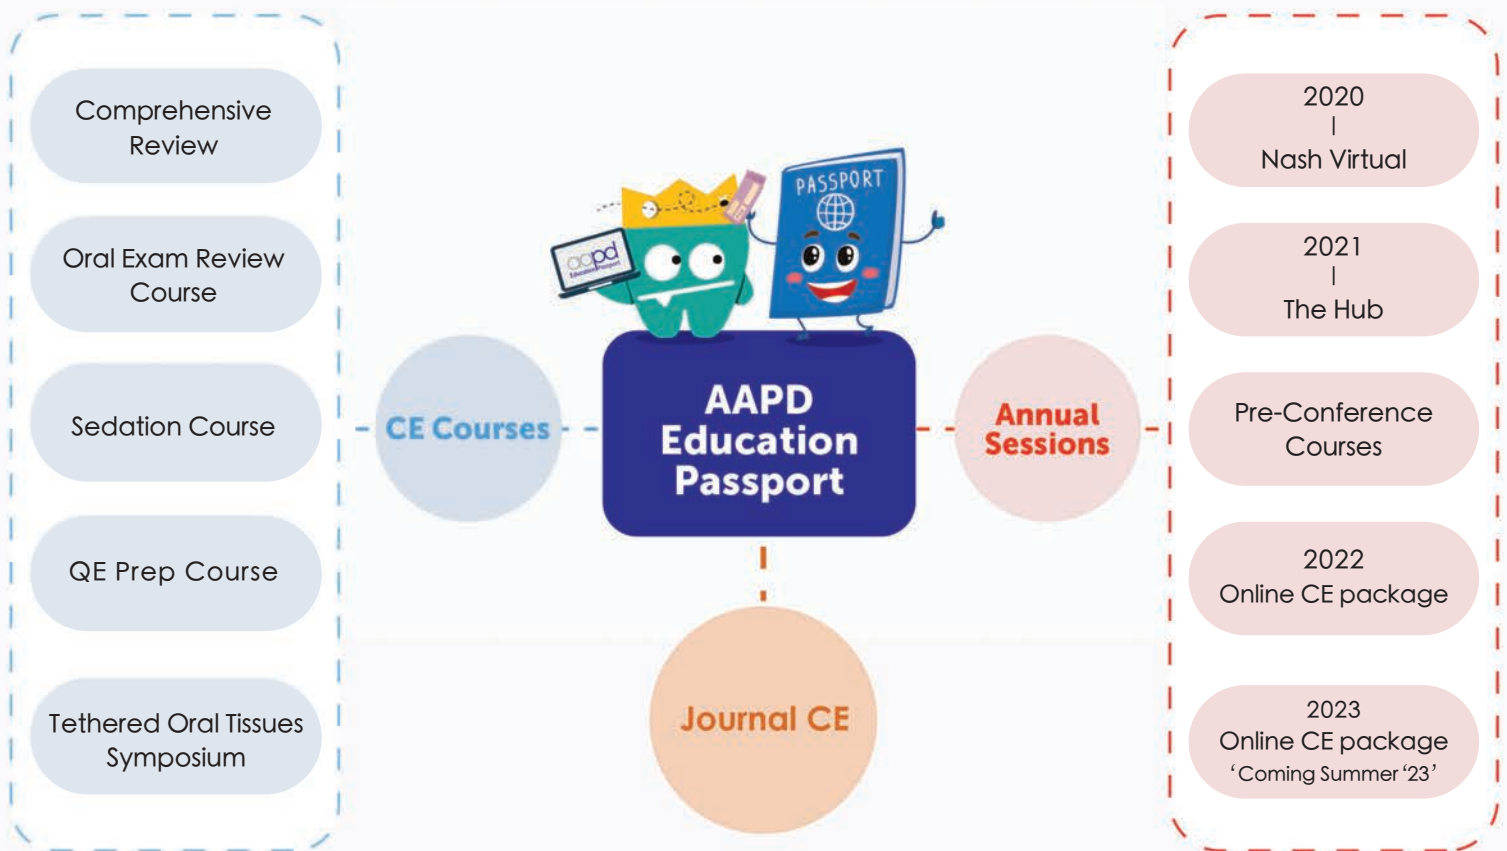 Comprehensive
Review
Oral Exam Review
Course
Sedation Course
QE Prep Course
Tethered Oral Tissues
Symposium
CE Courses
PASSPORT
aapd
Education Passport
AAPD
Education
Passport
Journal CE
Annual
Sessions
2020
|
Nash Virtual
2021
|
The Hub
Pre-Conference
Courses
2022
Online CE package
2023
Online CE package
‘Coming Summer ‘23’